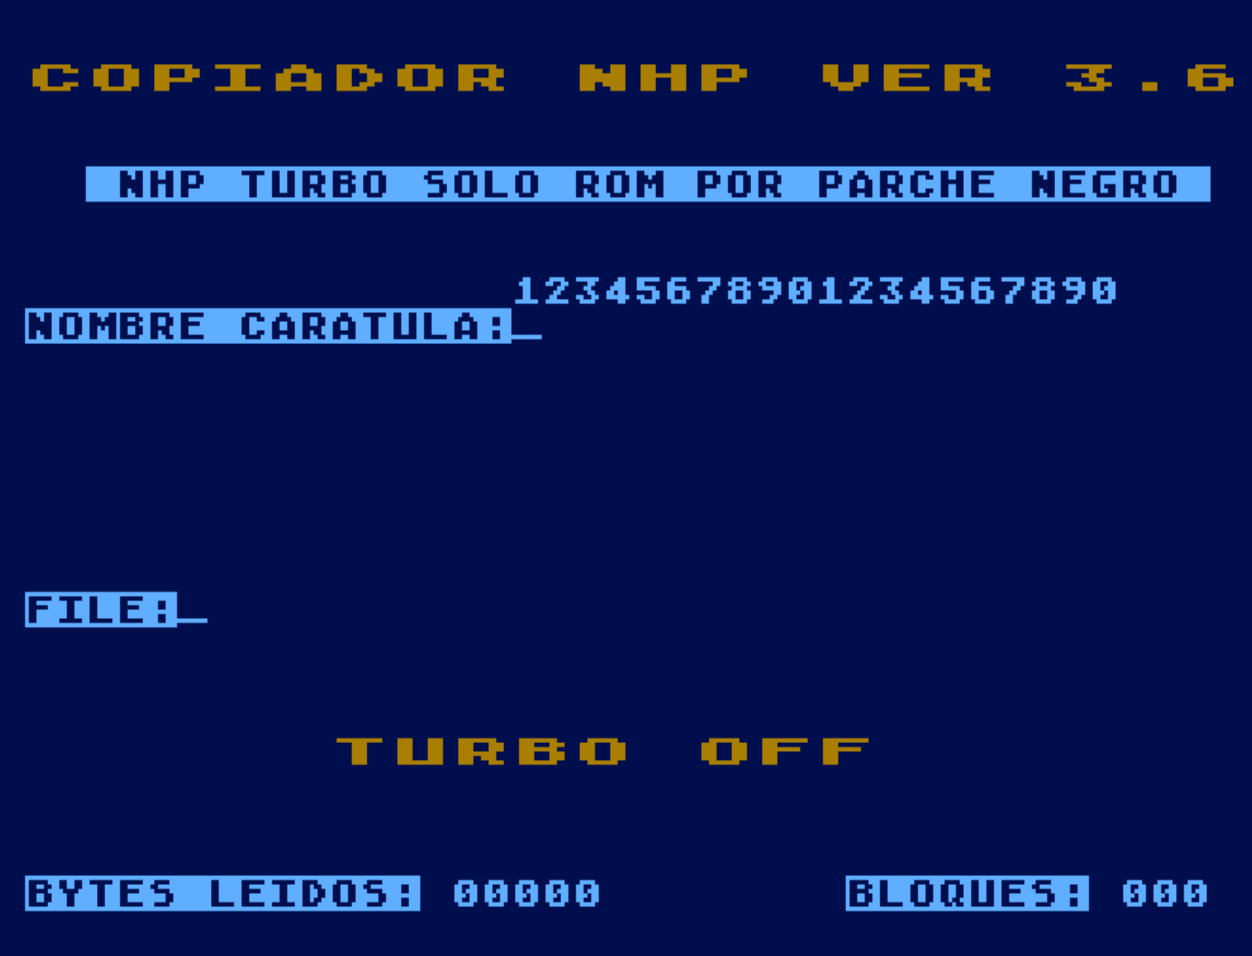 COPIADOR NHP VER 3.6
NHP TURBO SOLO ROM POR PARCHE NEGRO
12345678901234567890
NOMBRE CARATULA:_
FILE:_
TURBO OFF
BYTES LEIDOS: 00000 BLOQUES: 000